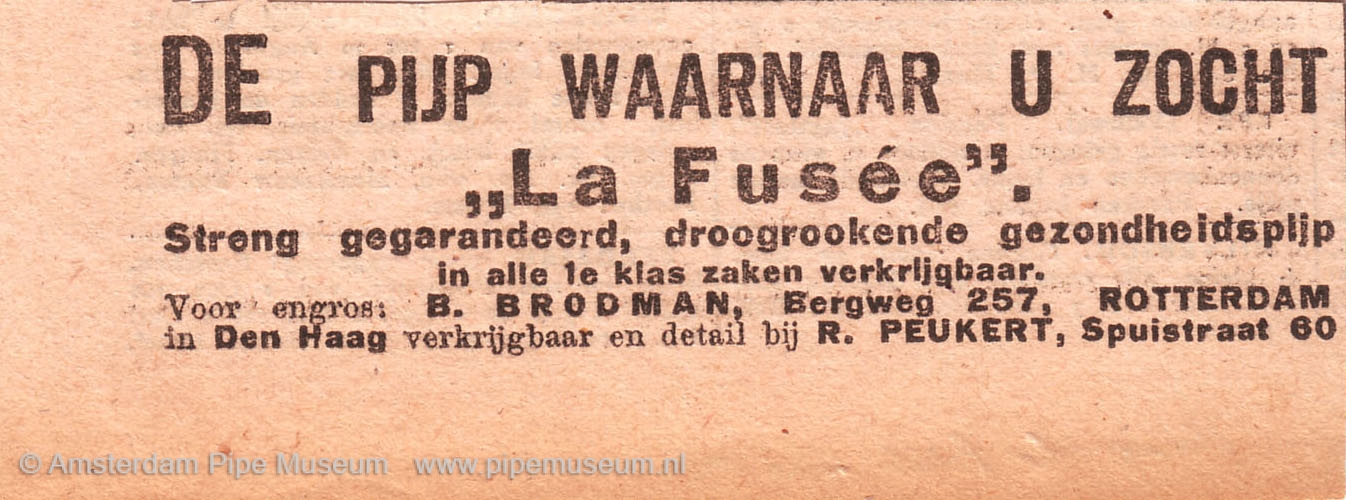 DE PIJP WAARNAAR U ZOCHT
„La Fusée”.
Streng gegarandeerd, droogrookende gezondheidspijp
in alle 1e klas zaken verkrijgbaar.
Voor engros: B. BRODMAN, Bergweg 257, ROTTERDAM
in Den Haag verkrijgbaar en detail bij R. PEUKERT, Spuistraat 60
© Amsterdam Pipe Museum www.pipemuseum.nl